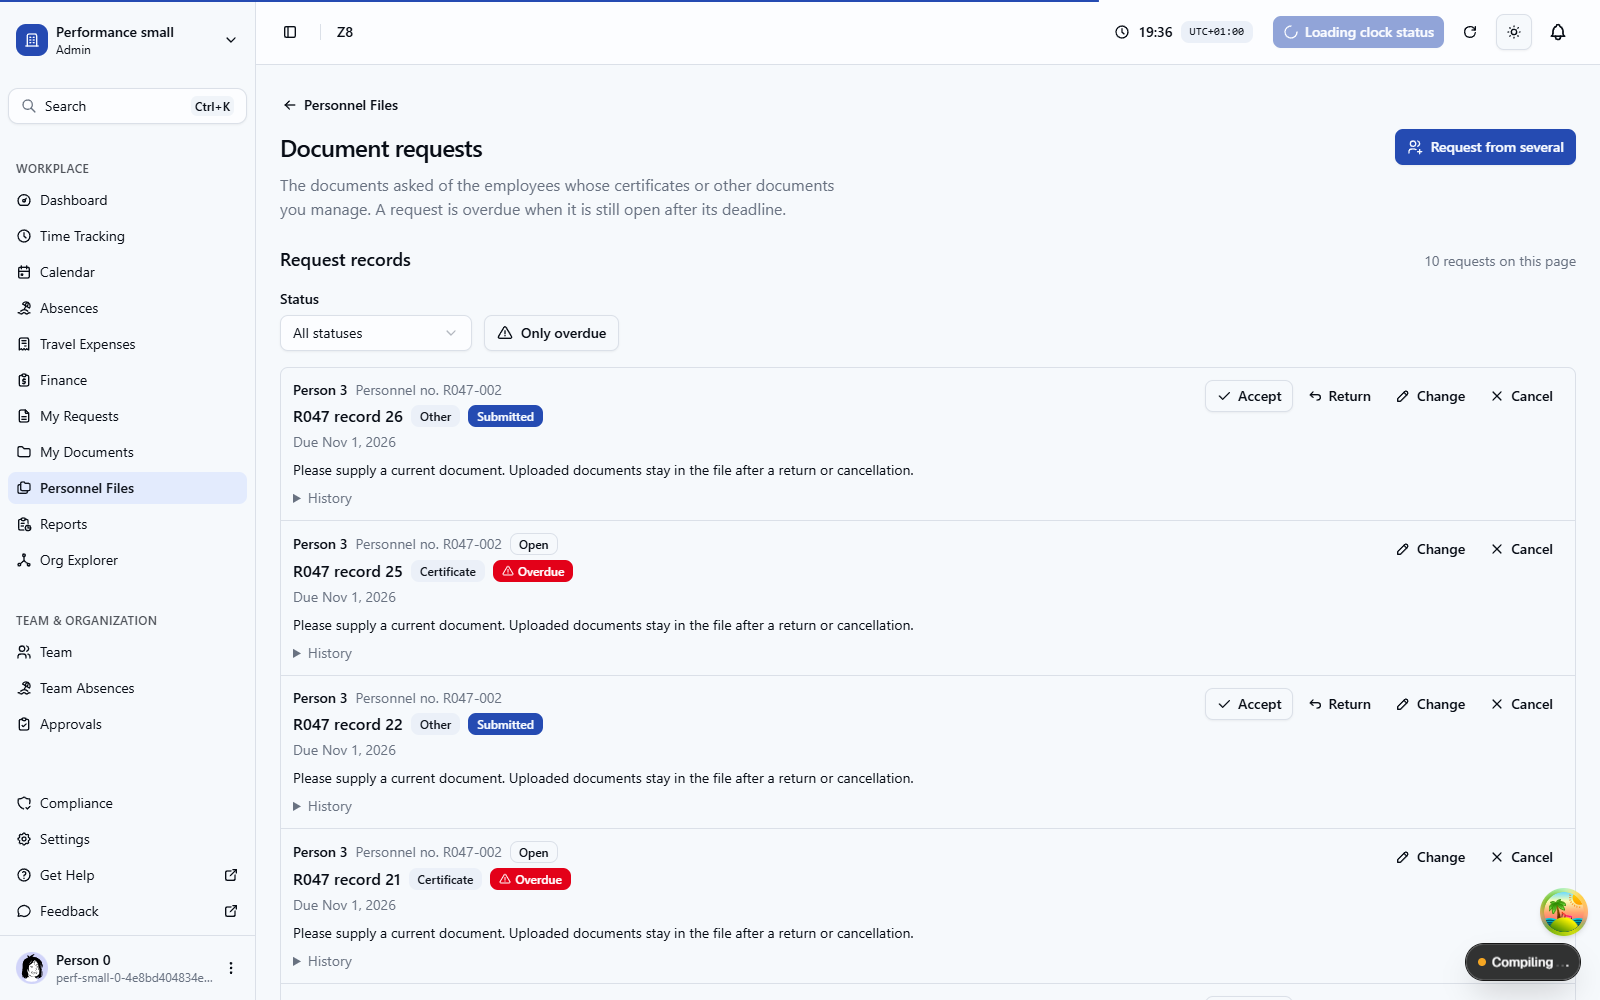 Performance small
Admin
Search
Ctrl+K
WORKPLACE
Dashboard
Time Tracking
Calendar
Absences
Travel Expenses
Finance
My Requests
My Documents
Personnel Files
Reports
Org Explorer
TEAM & ORGANIZATION
Team
Team Absences
Approvals
Compliance
Settings
Get Help
Feedback
Person 0
perf-small-0-4e8bd404834e...
Z8
19:36 UTC+01:00
Loading clock status
Personnel Files
Document requests
Request from several
The documents asked of the employees whose certificates or other documents
you manage. A request is overdue when it is still open after its deadline.
Request records
10 requests on this page
Status
All statuses
Only overdue
Person 3 Personnel no. R047-002
R047 record 26 Other Submitted
Due Nov 1, 2026
Please supply a current document. Uploaded documents stay in the file after a return or cancellation.
History
Accept Return Change Cancel
Person 3 Personnel no. R047-002 Open
R047 record 25 Certificate Overdue
Due Nov 1, 2026
Please supply a current document. Uploaded documents stay in the file after a return or cancellation.
History
Change Cancel
Person 3 Personnel no. R047-002
R047 record 22 Other Submitted
Due Nov 1, 2026
Please supply a current document. Uploaded documents stay in the file after a return or cancellation.
History
Accept Return Change Cancel
Person 3 Personnel no. R047-002 Open
R047 record 21 Certificate Overdue
Due Nov 1, 2026
Please supply a current document. Uploaded documents stay in the file after a return or cancellation.
History
Change Cancel
Compiling ...